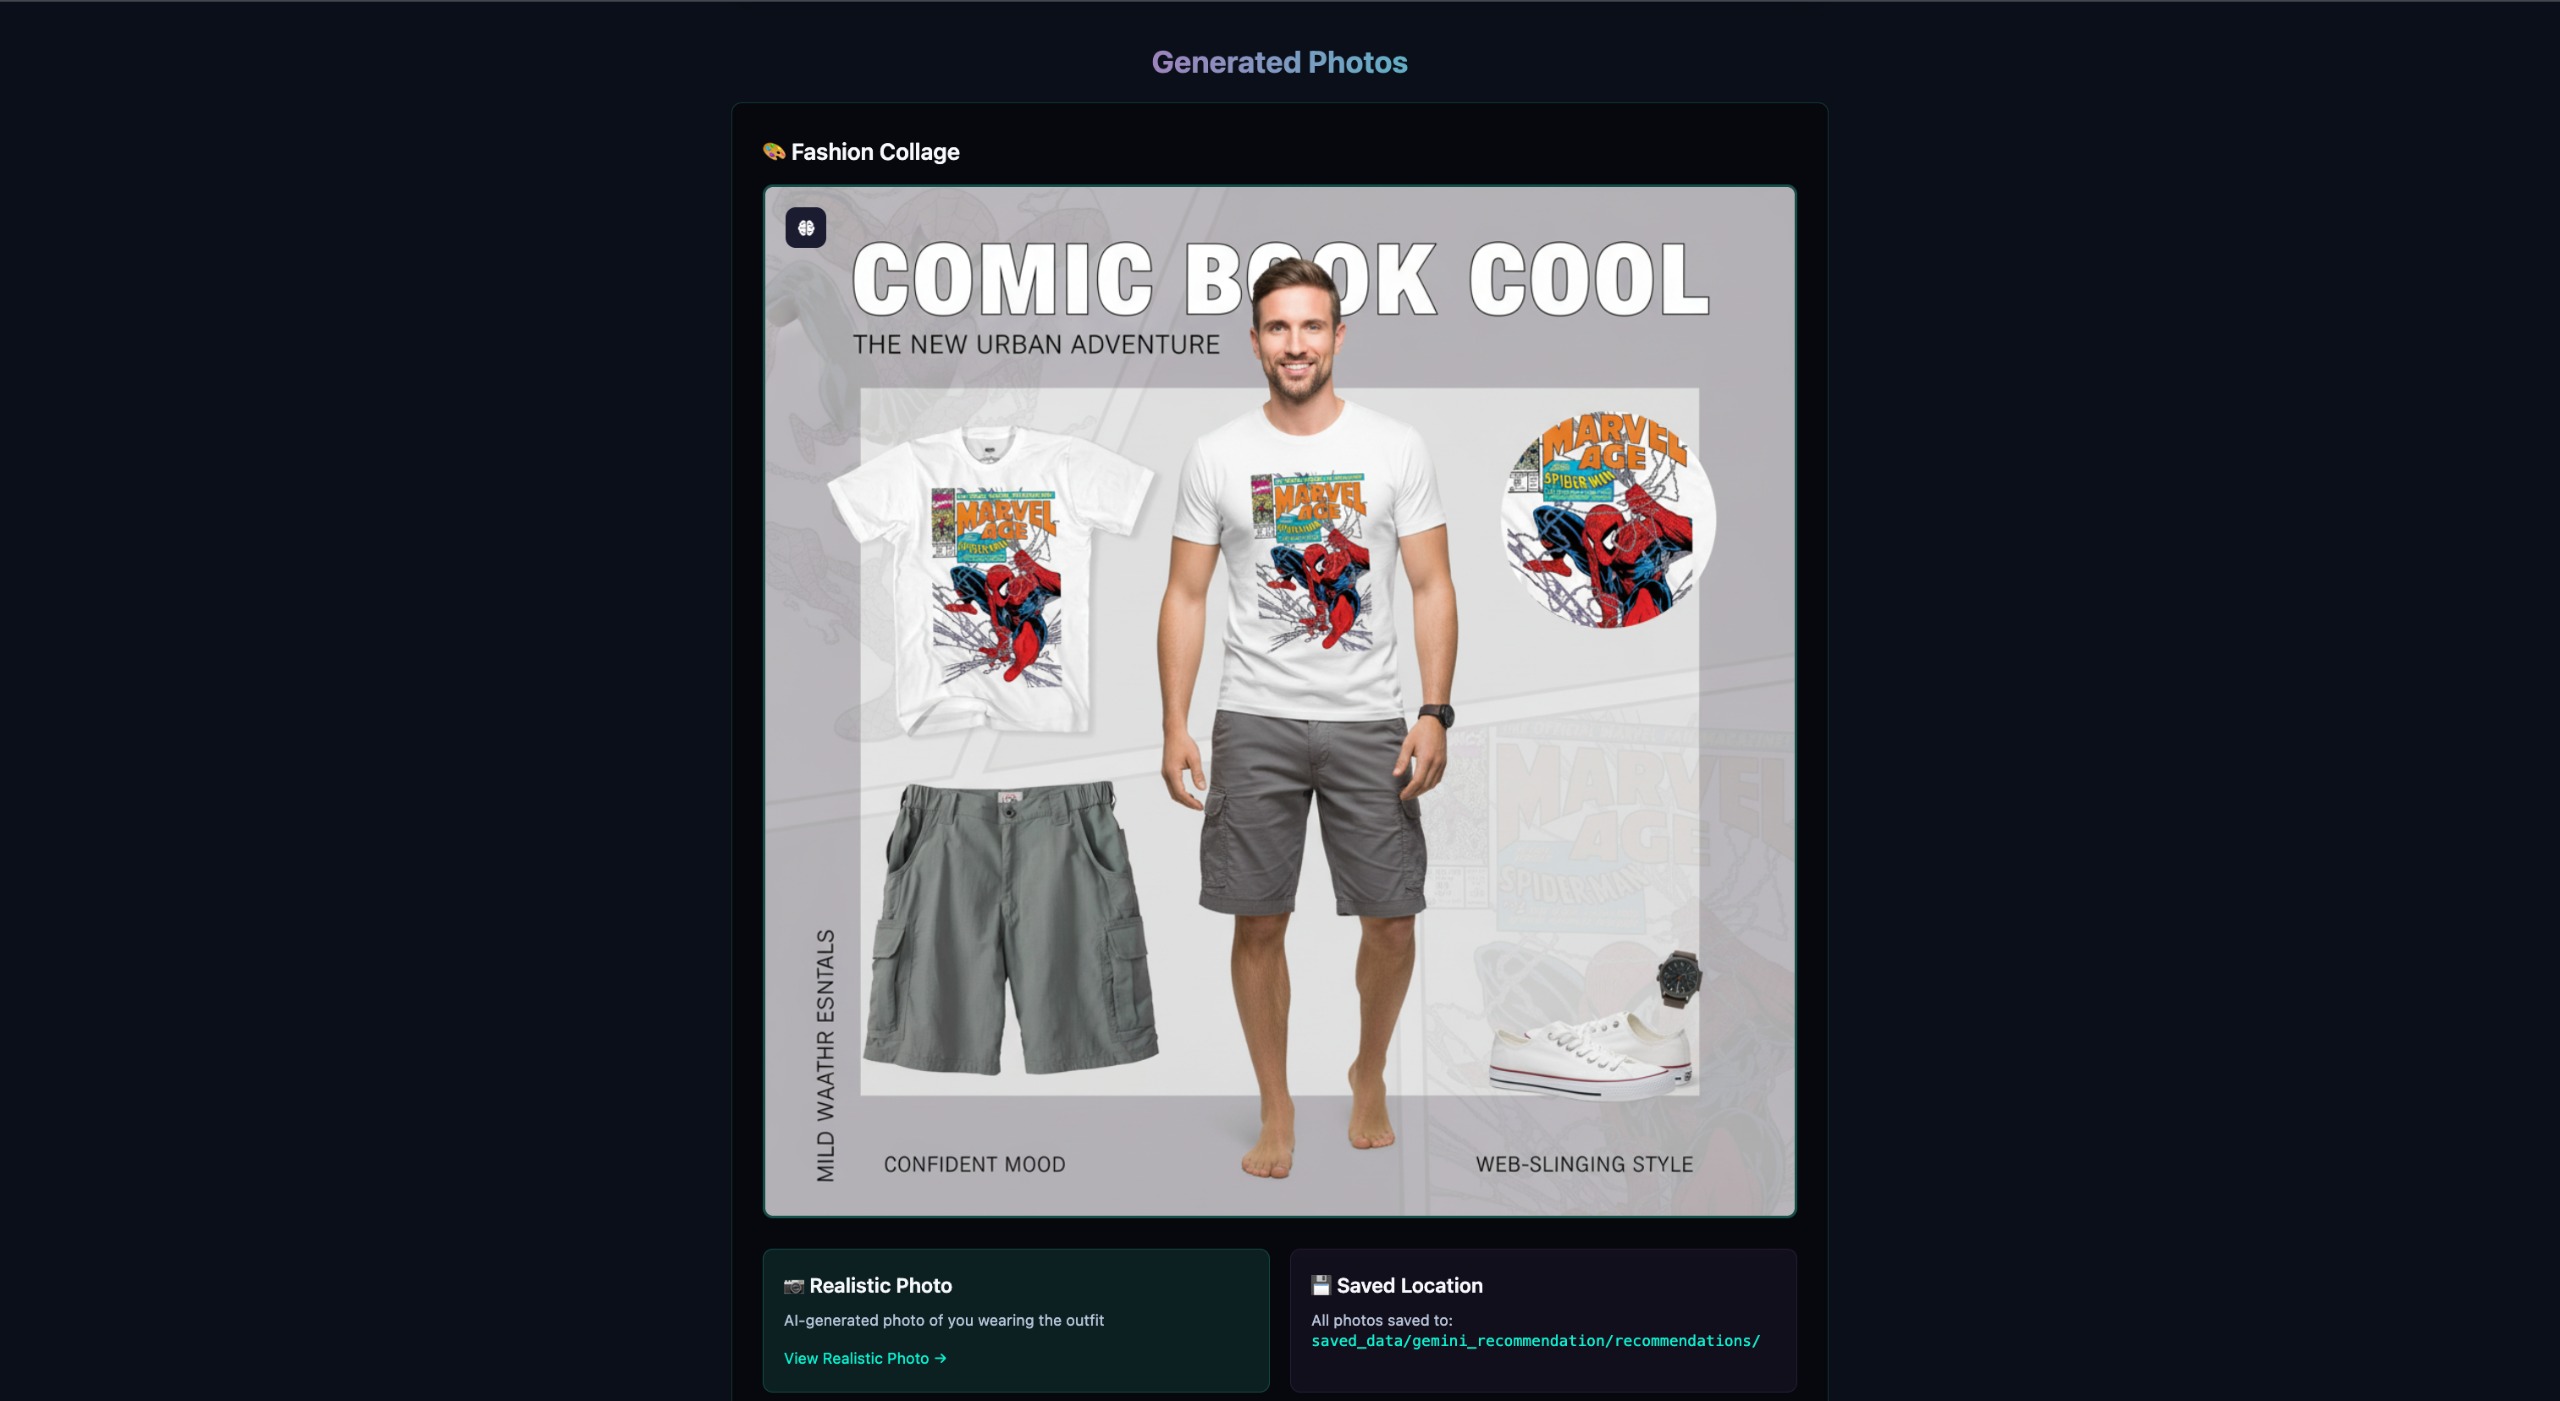 Generated Photos
Fashion Collage
COMIC BOOK COOL
THE NEW URBAN ADVENTURE
MARVEL
AGE
SPIDER-MAN
MARVEL
AGE
MARVEL
AGE
SPIDER-MAN
MARVEL
AGE
SPIDERMAN
MILD WAATHR ESNTALS
CONFIDENT MOOD
WEB-SLINGING STYLE
Realistic Photo
AI-generated photo of you wearing the outfit
View Realistic Photo →
Saved Location
All photos saved to:
saved_data/gemini_recommendation/recommendations/